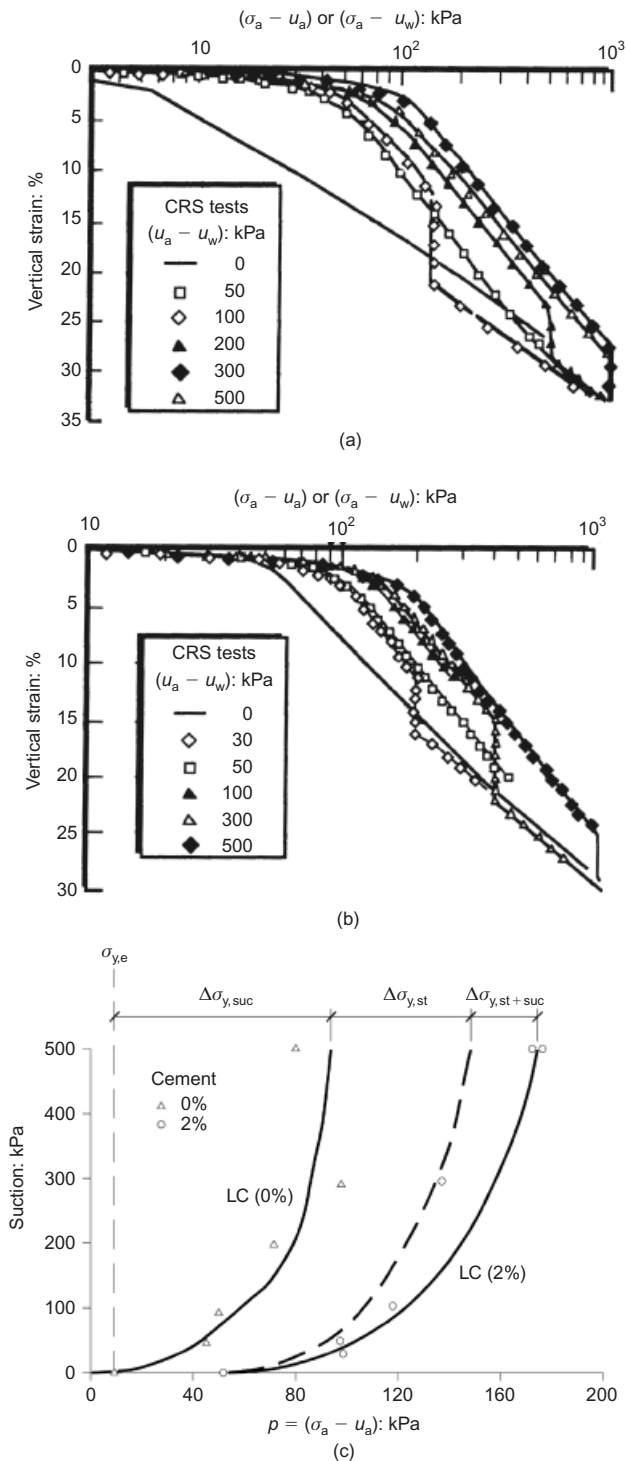 (σa − ua) or (σa − uw): kPa
10 10² 10³
0
5
10
15
20
25
30
35
Vertical strain: %
CRS tests
(ua − uw): kPa
0
50
100
200
300
500
(a)
(σa − ua) or (σa − uw): kPa
10 10² 10³
0
5
10
15
20
25
30
Vertical strain: %
CRS tests
(ua − uw): kPa
0
30
50
100
300
500
(b)
σy,e
Δσy,suc Δσy,st Δσy,st + suc
500
400
300
200
100
0
Suction: kPa
Cement
0%
2%
LC (0%)
LC (2%)
0 40 80 120 160 200
p = (σa − ua): kPa
(c)